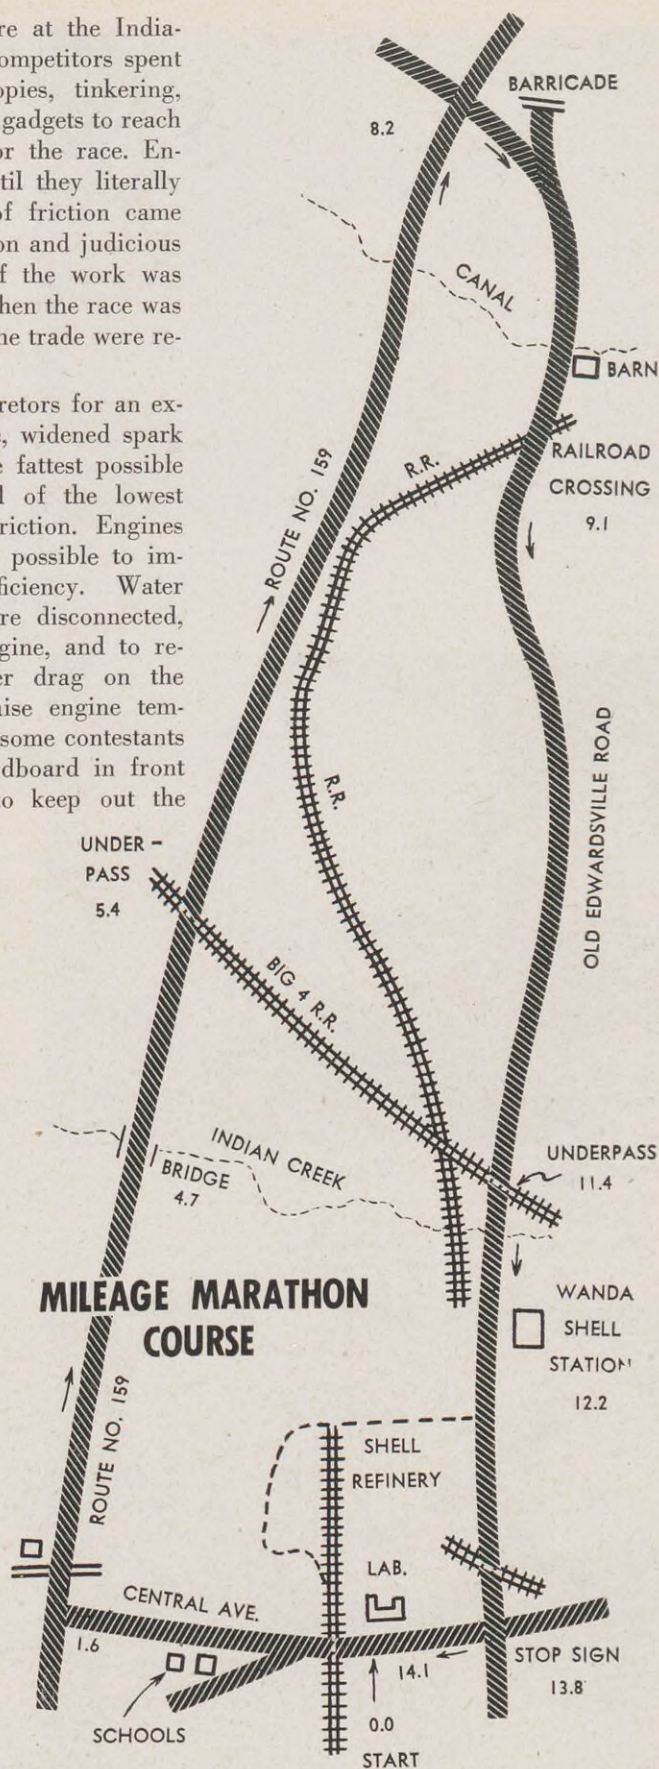 re at the India-
ompetitors spent
opies, tinkering,
gadgets to reach
or the race. En-
til they literally
of friction came
on and judicious
f the work was
hen the race was
he trade were re-
retors for an ex-
, widened spark
e fattest possible
l of the lowest
riction. Engines
possible to im-
ficiency. Water
re disconnected,
gine, and to re-
er drag on the
aise engine tem-
some contestants
dboard in front
to keep out the
BARRICADE
8.2
CANAL
BARN
R.R.
RAILROAD
CROSSING
9.1
ROUTE NO. 159
R.R.
OLD EDWARDSVILLE ROAD
UNDER-
PASS
5.4
BIG 4 R.R.
INDIAN CREEK
BRIDGE
4.7
UNDERPASS
11.4
MILEAGE MARATHON
COURSE
WANDA
SHELL
STATION
12.2
ROUTE NO. 159
SHELL
REFINERY
LAB.
CENTRAL AVE.
1.6
SCHOOLS
14.1
STOP SIGN
13.8
0.0
START